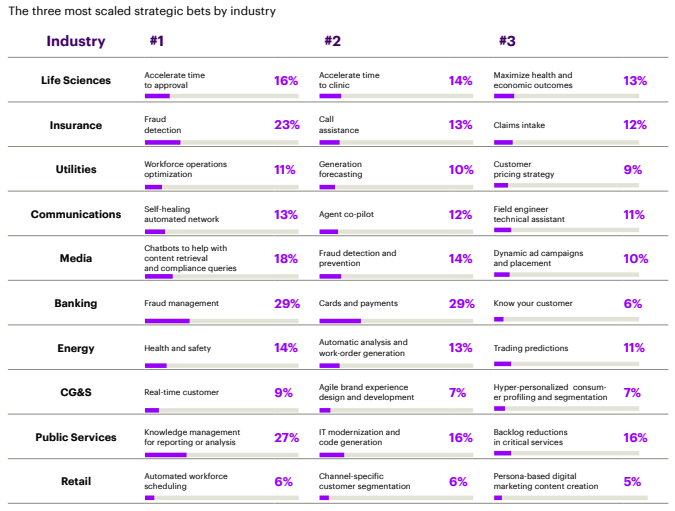 The three most scaled strategic bets by industry
Industry #1 #2 #3
Life Sciences
Accelerate time
to approval
16%
Accelerate time
to clinic
14%
Maximize health and
economic outcomes
13%
Insurance
Fraud
detection
23%
Call
assistance
13%
Claims intake
12%
Utilities
Workforce operations
optimization
11%
Generation
forecasting
10%
Customer
pricing strategy
9%
Communications
Self-healing
automated network
13%
Agent co-pilot
12%
Field engineer
technical assistant
11%
Media
Chatbots to help with
content retrieval
and compliance queries
18%
Fraud detection and
prevention
14%
Dynamic ad campaigns
and placement
10%
Banking
Fraud management
29%
Cards and payments
29%
Know your customer
6%
Energy
Health and safety
14%
Automatic analysis and
work-order generation
13%
Trading predictions
11%
CG&S
Real-time customer
9%
Agile brand experience
design and development
7%
Hyper-personalized consum-
er profiling and segmentation
7%
Public Services
Knowledge management
for reporting or analysis
27%
IT modernization and
code generation
16%
Backlog reductions
in critical services
16%
Retail
Automated workforce
scheduling
6%
Channel-specific
customer segmentation
6%
Persona-based digital
marketing content creation
5%